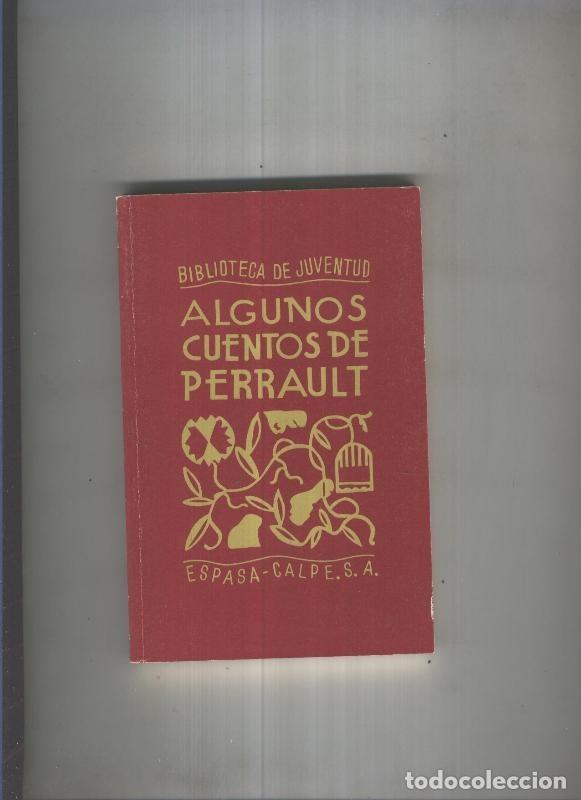 BIBLIOTECA DE JUVENTUD
ALGUNOS
CUENTOS DE
PERRAULT
ESPASA-CALPE.S.A.
todocoleccion